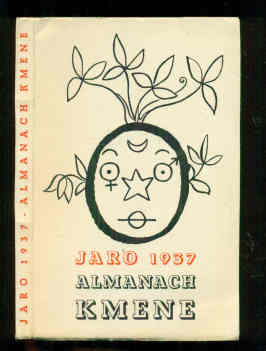 JARO 1937 - ALMANACH KMENE
JARO 1937
ALMANACH
KMENE